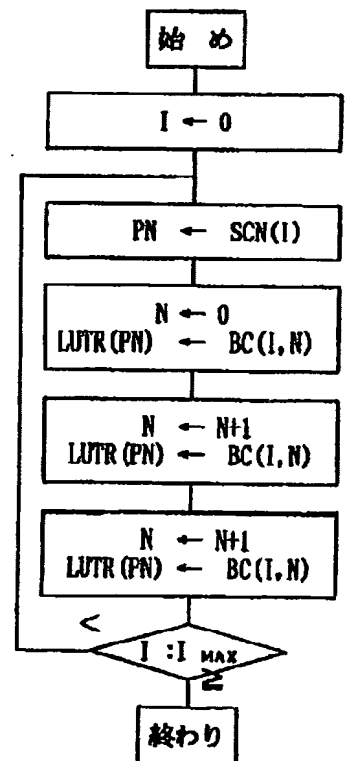 始め
I ← 0
PN ← SCN(I)
N ← 0
LUTR(PN) ← BC(I,N)
N ← N+1
LUTR(PN) ← BC(I,N)
N ← N+1
LUTR(PN) ← BC(I,N)
<
I : I MAX
≧
終わり